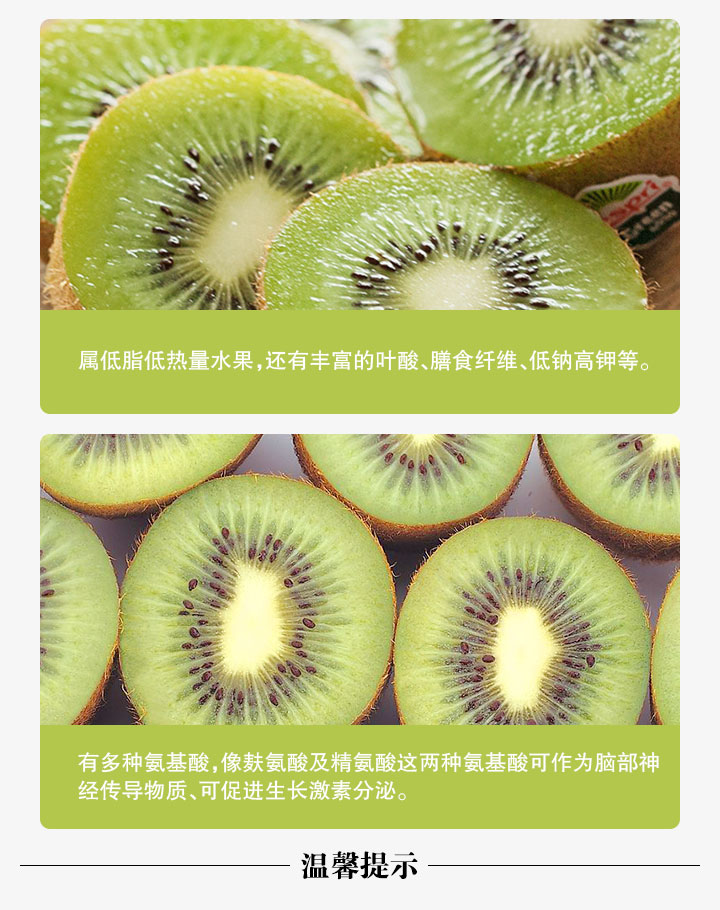 spri
Green
属低脂低热量水果,还有丰富的叶酸、膳食纤维、低钠高钾等。
有多种氨基酸,像麸氨酸及精氨酸这两种氨基酸可作为脑部神
经传导物质、可促进生长激素分泌。
温馨提示